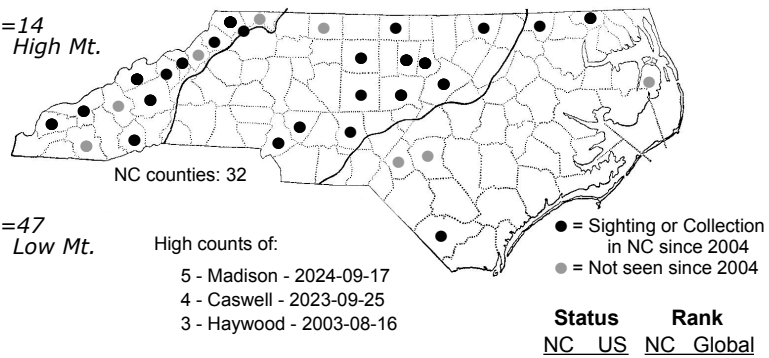 =14
High Mt.
NC counties: 32
=47
Low Mt.
High counts of:
5 - Madison - 2024-09-17
4 - Caswell - 2023-09-25
3 - Haywood - 2003-08-16
= Sighting or Collection
in NC since 2004
= Not seen since 2004
Status Rank
NC US NC Global